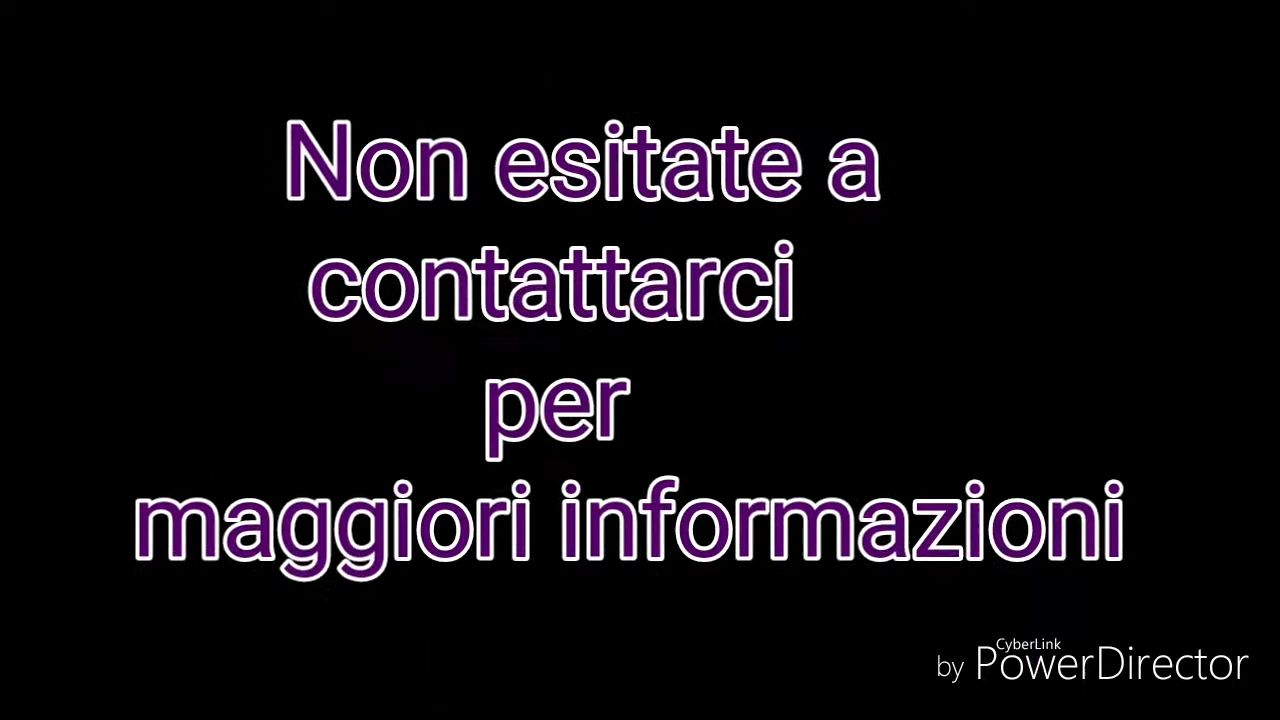 Non esitate a
contattarci
per
maggiori informazioni
CyberLink
by PowerDirector